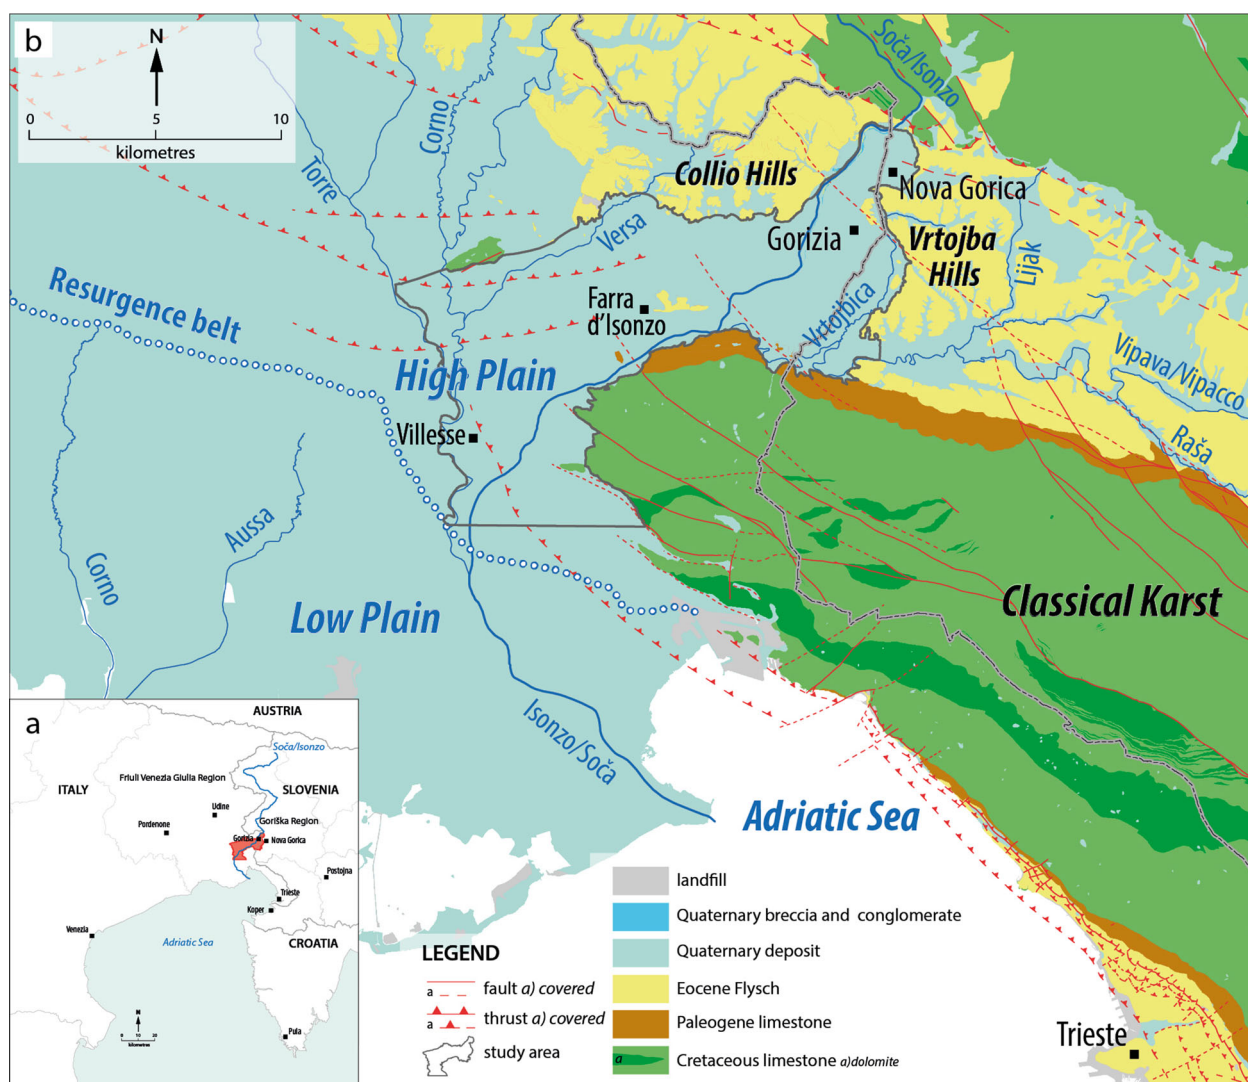 b
N
0
5
10
kilometres
Soča/Isonzo
Corno
Torre
Collio Hills
Nova Gorica
Versa
Gorizia
Vrtojba
Hills
Lijak
Resurgence belt
Farra
d'Isonzo
Vrtojbica
Vipava/Vipacco
High Plain
Villesse
Raša
Aussa
Corno
Classical Karst
Low Plain
Isonzo/Soča
Adriatic Sea
Trieste
a
AUSTRIA
Soča/Isonzo
Friuli Venezia Giulia Region
ITALY
SLOVENIA
Udine
Goriška Region
Pordenone
Gorizia
Nova Gorica
Postojna
Trieste
Koper
Venezia
Adriatic Sea
CROATIA
N
0 10 20
kilometres
Pula
LEGEND
a
fault a) covered
a
thrust a) covered
study area
landfill
Quaternary breccia and conglomerate
Quaternary deposit
Eocene Flysch
Paleogene limestone
a
Cretaceous limestone a)dolomite